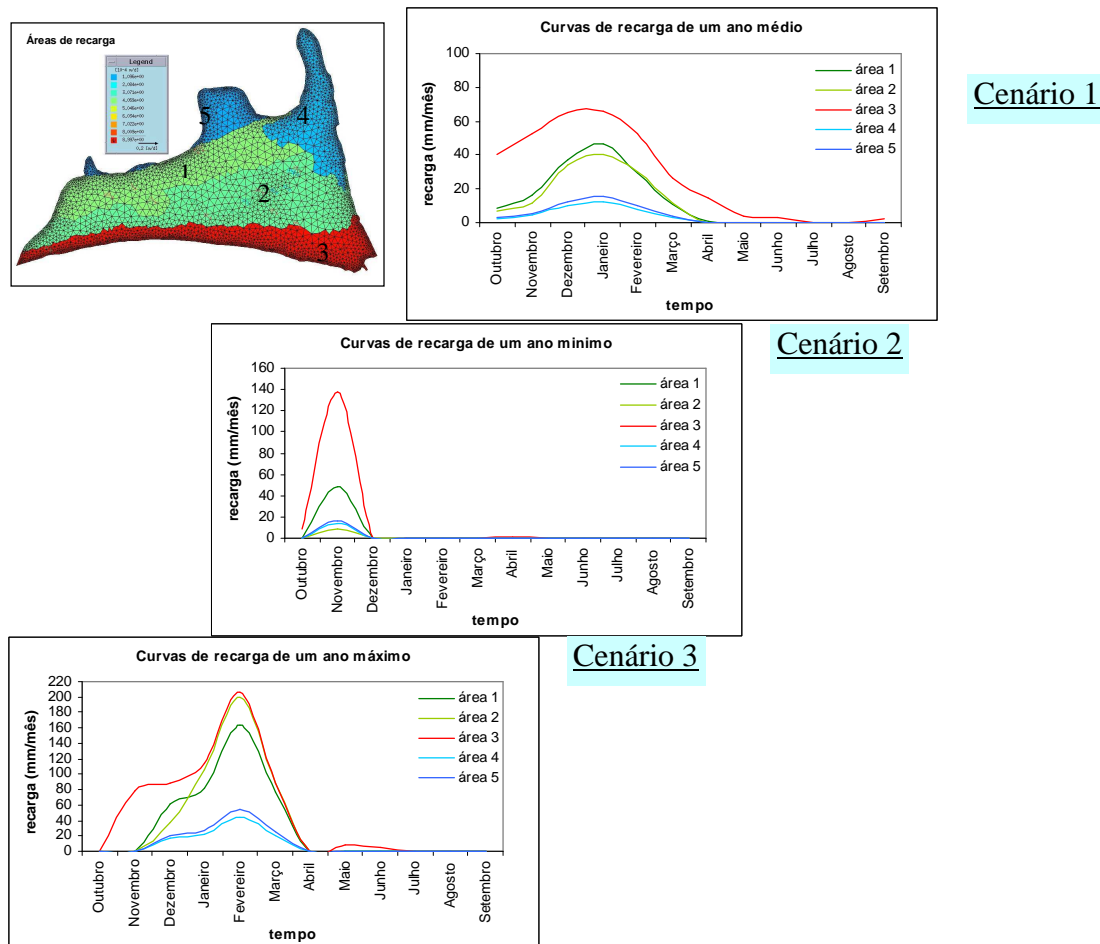 Áreas de recarga
Legend
5
4
1
2
3
Curvas de recarga de um ano médio
recarga (mm/mês)
100
80
60
40
20
0
área 1
área 2
área 3
área 4
área 5
Outubro
Novembro
Dezembro
Janeiro
Fevereiro
Março
Abril
Maio
Junho
Julho
Agosto
Setembro
tempo
Cenário 1
Curvas de recarga de um ano minimo
recarga (mm/mês)
160
140
120
100
80
60
40
20
0
área 1
área 2
área 3
área 4
área 5
Outubro
Novembro
Dezembro
Janeiro
Fevereiro
Março
Abril
Maio
Junho
Julho
Agosto
Setembro
tempo
Cenário 2
Curvas de recarga de um ano máximo
recarga (mm/mês)
220
200
180
160
140
120
100
80
60
40
20
0
área 1
área 2
área 3
área 4
área 5
Outubro
Novembro
Dezembro
Janeiro
Fevereiro
Março
Abril
Maio
Junho
Julho
Agosto
Setembro
tempo
Cenário 3